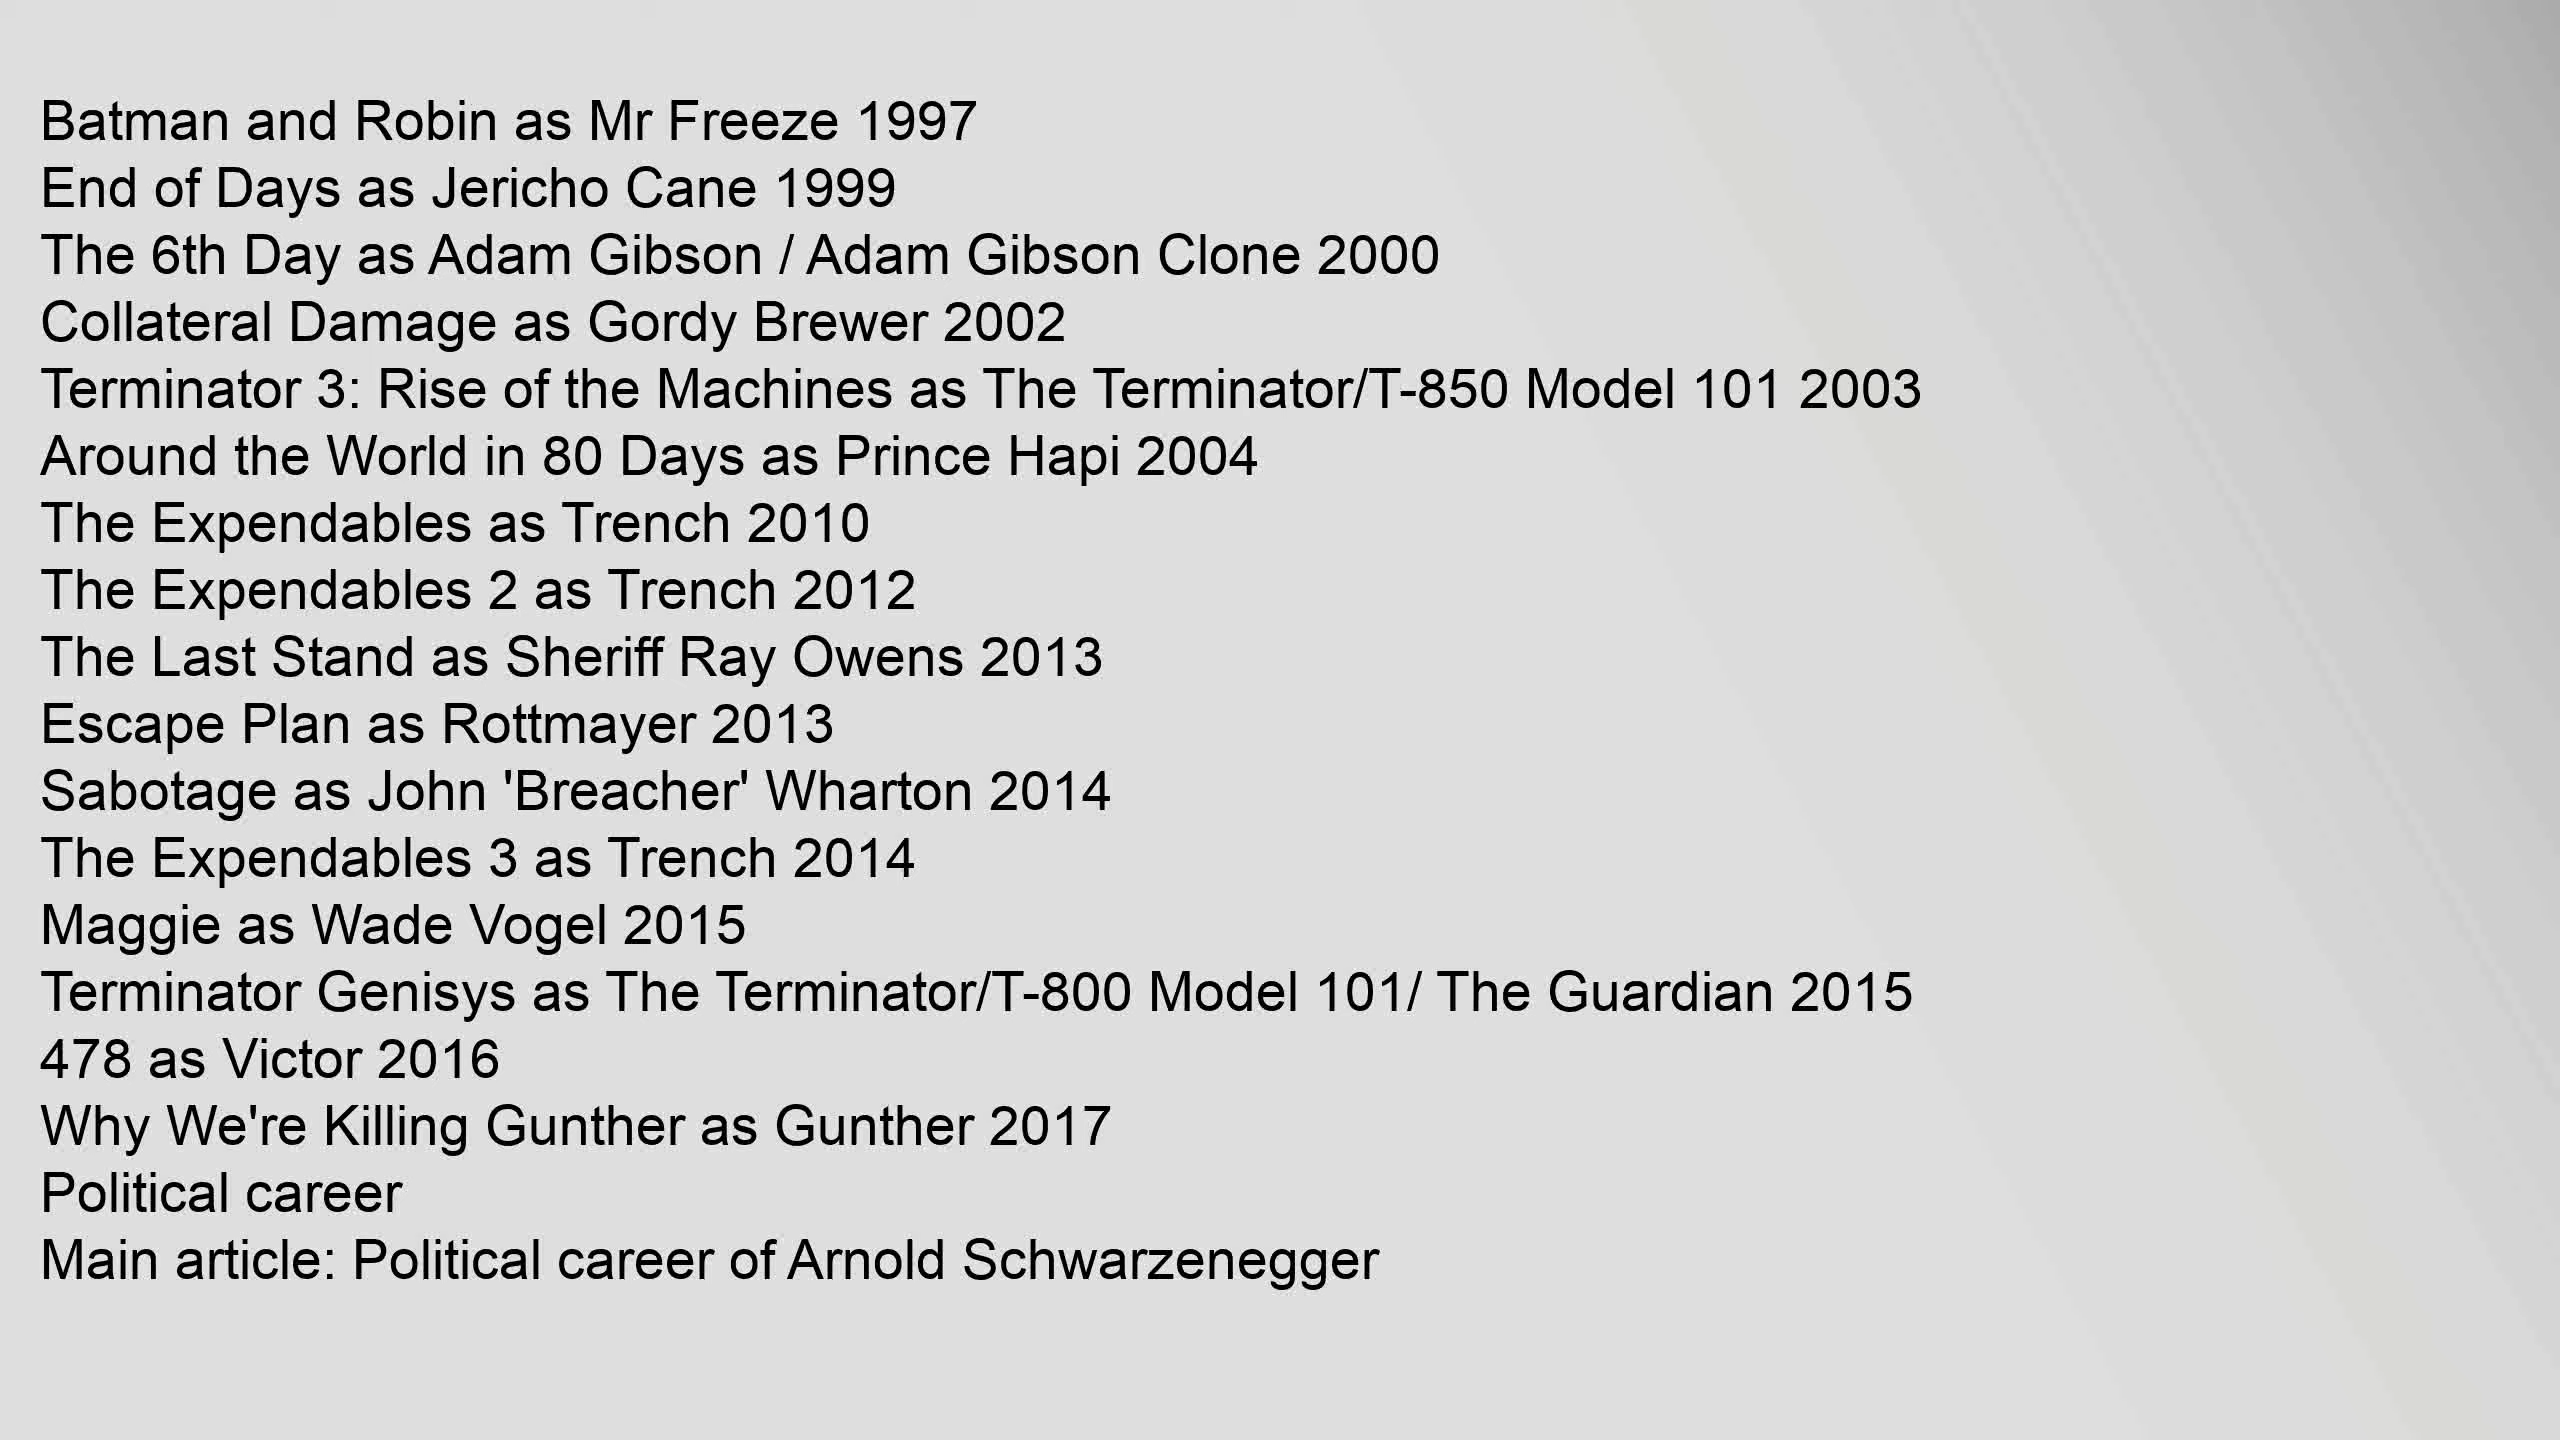 Batman and Robin as Mr Freeze 1997
End of Days as Jericho Cane 1999
The 6th Day as Adam Gibson / Adam Gibson Clone 2000
Collateral Damage as Gordy Brewer 2002
Terminator 3: Rise of the Machines as The Terminator/T-850 Model 101 2003
Around the World in 80 Days as Prince Hapi 2004
The Expendables as Trench 2010
The Expendables 2 as Trench 2012
The Last Stand as Sheriff Ray Owens 2013
Escape Plan as Rottmayer 2013
Sabotage as John 'Breacher' Wharton 2014
The Expendables 3 as Trench 2014
Maggie as Wade Vogel 2015
Terminator Genisys as The Terminator/T-800 Model 101/ The Guardian 2015
478 as Victor 2016
Why We're Killing Gunther as Gunther 2017
Political career
Main article: Political career of Arnold Schwarzenegger